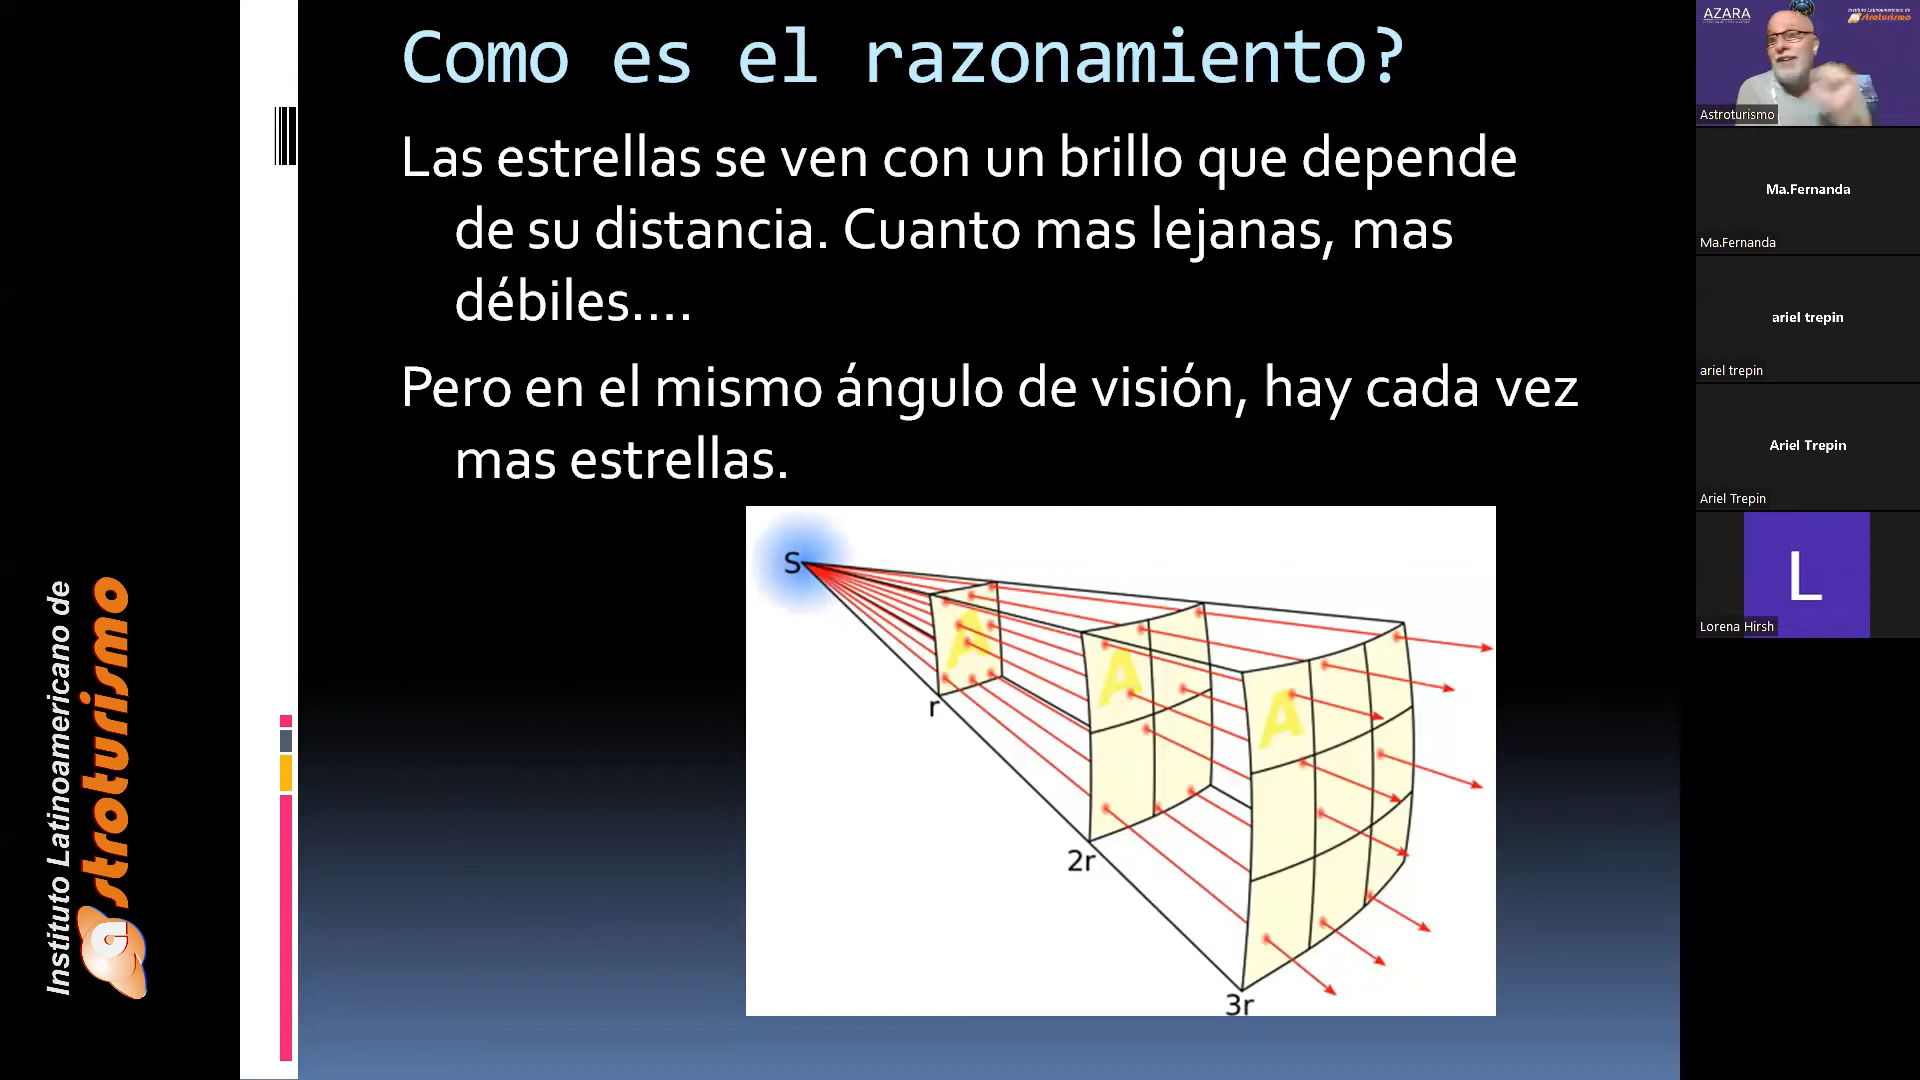 Como es el razonamiento?
Las estrellas se ven con un brillo que depende
de su distancia. Cuanto mas lejanas, mas
débiles....
Pero en el mismo ángulo de visión, hay cada vez
mas estrellas.
S
A
A
A
r
2r
3r
Instituto Latinoamericano de
astroturismo
AZARA
Instituto Latinoamericano de
astroturismo
Astroturismo
Ma.Fernanda
Ma.Fernanda
ariel trepin
ariel trepin
Ariel Trepin
Ariel Trepin
L
Lorena Hirsh